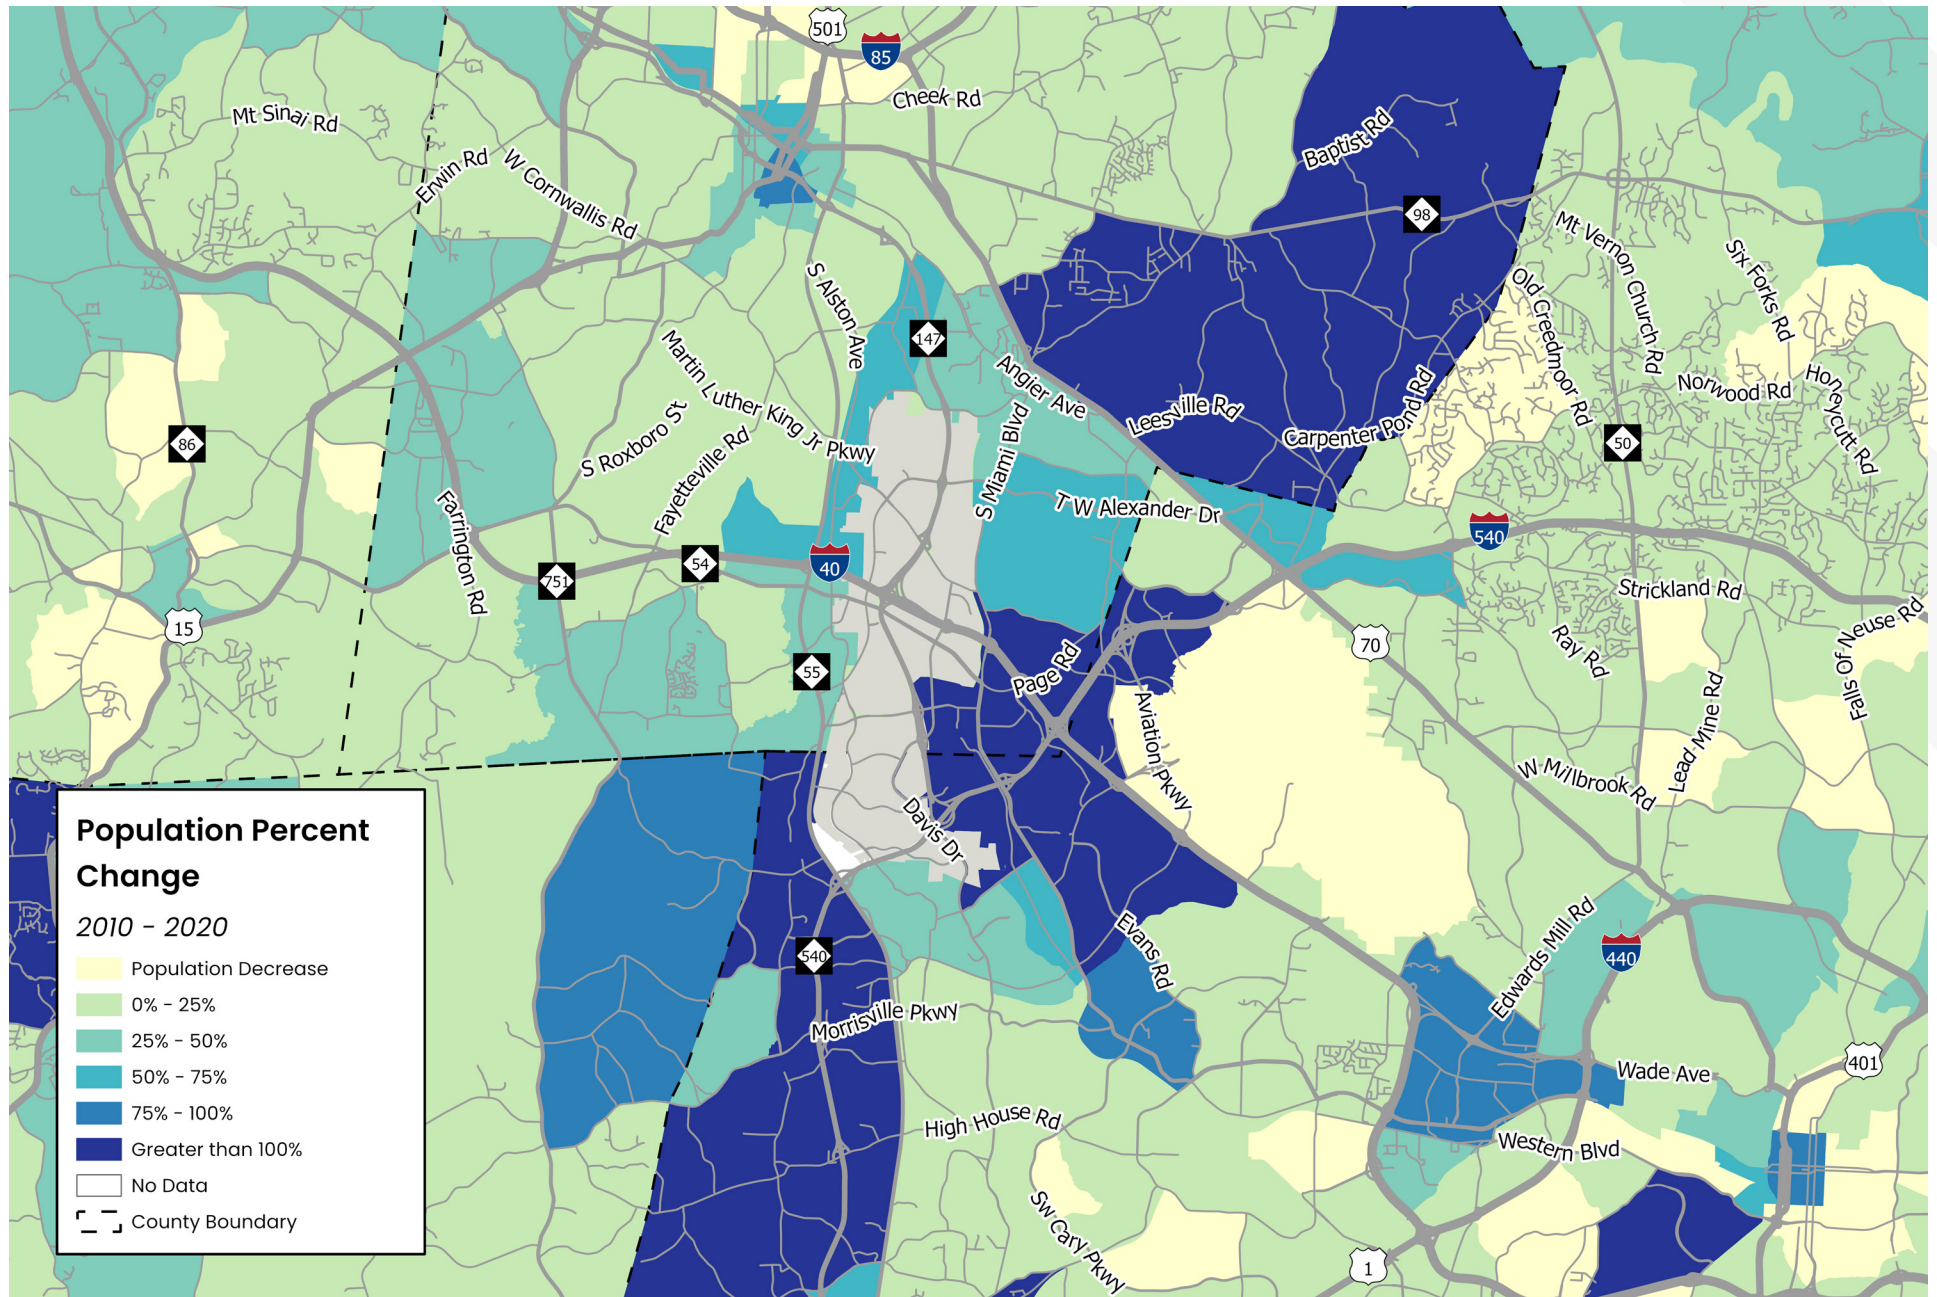 501
85
Cheek Rd
Mt Sinai Rd
Baptist Rd
Erwin Rd
W Cornwallis Rd
98
Mt Vernon Church Rd
Six Forks Rd
S Alston Ave
Old Creedmoor Rd
147
Martin Luther King Jr Pkwy
Angier Ave
Honeycutt Rd
Norwood Rd
Leesville Rd
Carpenter Pond Rd
S Roxboro St
Fayetteville Rd
S Miami Blvd
86
50
T W Alexander Dr
Farrington Rd
540
54
40
751
Strickland Rd
15
70
Ray Rd
Falls Of Neuse Rd
55
Page Rd
Aviation Pkwy
Lead Mine Rd
W Millbrook Rd
Davis Dr
Population Percent
Change
2010 - 2020
Population Decrease
0% - 25%
25% - 50%
50% - 75%
75% - 100%
Greater than 100%
No Data
County Boundary
Evans Rd
Edwards Mill Rd
440
540
Morrisville Pkwy
Wade Ave
401
High House Rd
Western Blvd
Sw Cary Pkwy
1